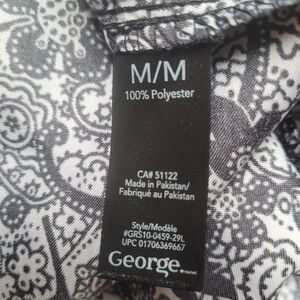 M/M
100% Polyester
CA# 51122
Made in Pakistan/
Fabriqué au Pakistan
Style/Modèle
#GRS10-0459-29L
UPC 01706369667
George.